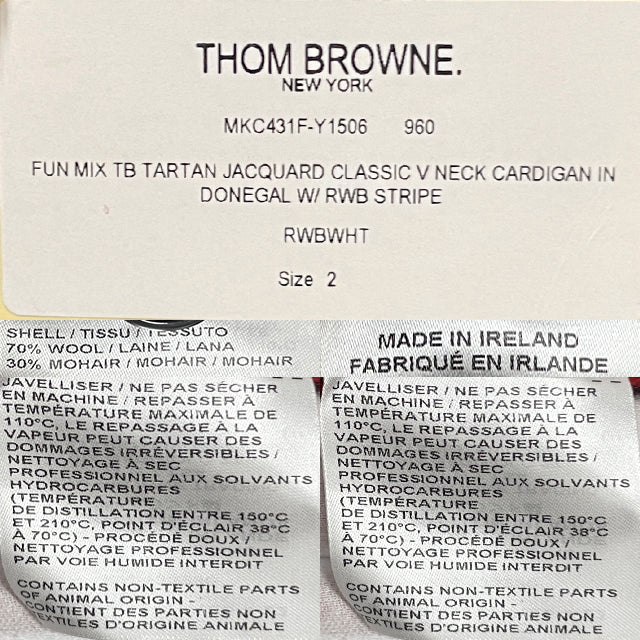 THOM BROWNE.
NEW YORK
MKC431F-Y1506 960
FUN MIX TB TARTAN JACQUARD CLASSIC V NECK CARDIGAN IN
DONEGAL W/ RWB STRIPE
RWBWHT
Size 2
SHELL / TISSU / TESSUTO
70% WOOL / LAINE / LANA
30% MOHAIR / MOHAIR / MOHAIR
JAVELLISER / NE PAS SÉCHER
EN MACHINE / REPASSER À
TEMPÉRATURE MAXIMALE DE
110°C, LE REPASSAGE À LA
VAPEUR PEUT CAUSER DES
DOMMAGES IRRÉVERSIBLES /
NETTOYAGE À SEC
PROFESSIONNEL AUX SOLVANTS
HYDROCARBURES
(TEMPÉRATURE
DE DISTILLATION ENTRE 150°C
ET 210°C, POINT D'ÉCLAIR 38°C
À 70°C) - PROCÉDÉ DOUX /
NETTOYAGE PROFESSIONNEL
PAR VOIE HUMIDE INTERDIT
CONTAINS NON-TEXTILE PARTS
OF ANIMAL ORIGIN -
CONTIENT DES PARTIES NON
TEXTILES D'ORIGINE ANIMALE
MADE IN IRELAND
FABRIQUÉ EN IRLANDE
JAVELLISER / NE PAS SÉCHER
EN MACHINE / REPASSER À
TEMPÉRATURE MAXIMALE DE
110°C, LE REPASSAGE À LA
VAPEUR PEUT CAUSER DES
DOMMAGES IRRÉVERSIBLES /
NETTOYAGE À SEC
PROFESSIONNEL AUX SOLVANTS
HYDROCARBURES
(TEMPÉRATURE
DE DISTILLATION ENTRE 150°C
ET 210°C, POINT D'ÉCLAIR 38°C
À 70°C) - PROCÉDÉ DOUX /
NETTOYAGE PROFESSIONNEL
PAR VOIE HUMIDE INTERDIT
CONTAINS NON-TEXTILE PARTS
OF ANIMAL ORIGIN -
CONTIENT DES PARTIES NON
TEXTILES D'ORIGINE ANIMALE